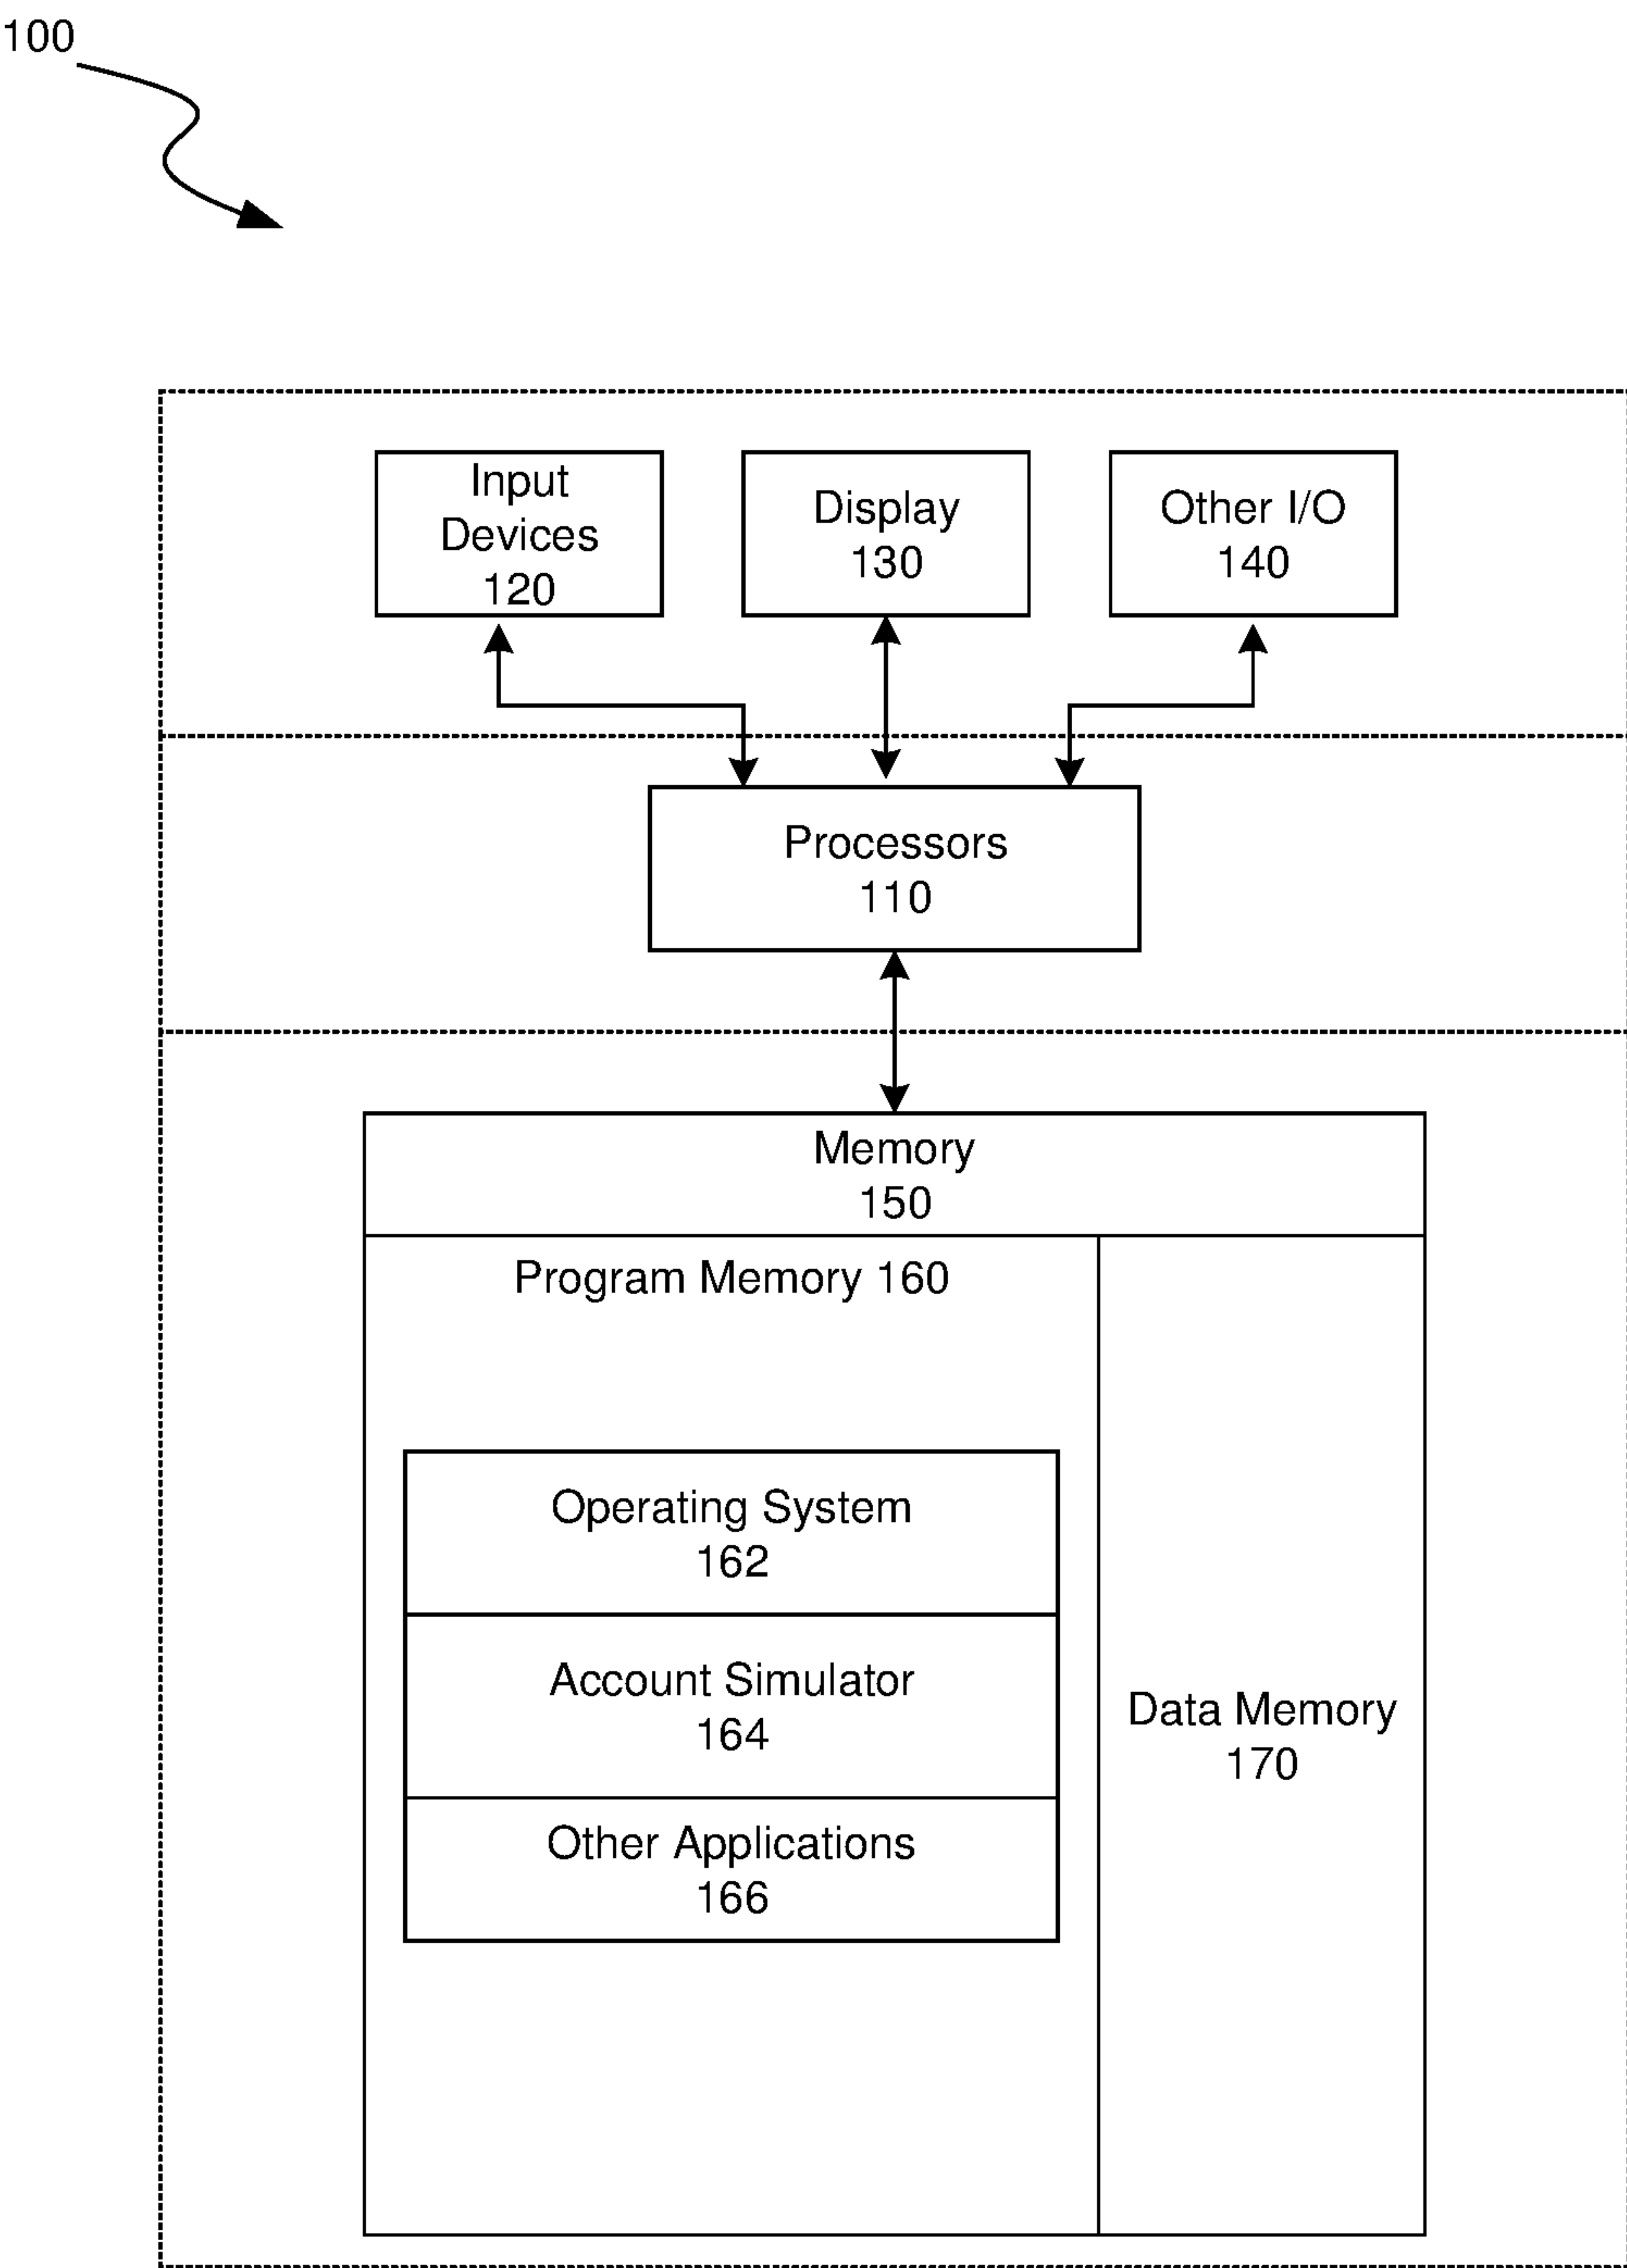 100
Input
Devices
120
Display
130
Other I/O
140
Processors
110
Memory
150
Program Memory 160
Operating System
162
Account Simulator
164
Other Applications
166
Data Memory
170